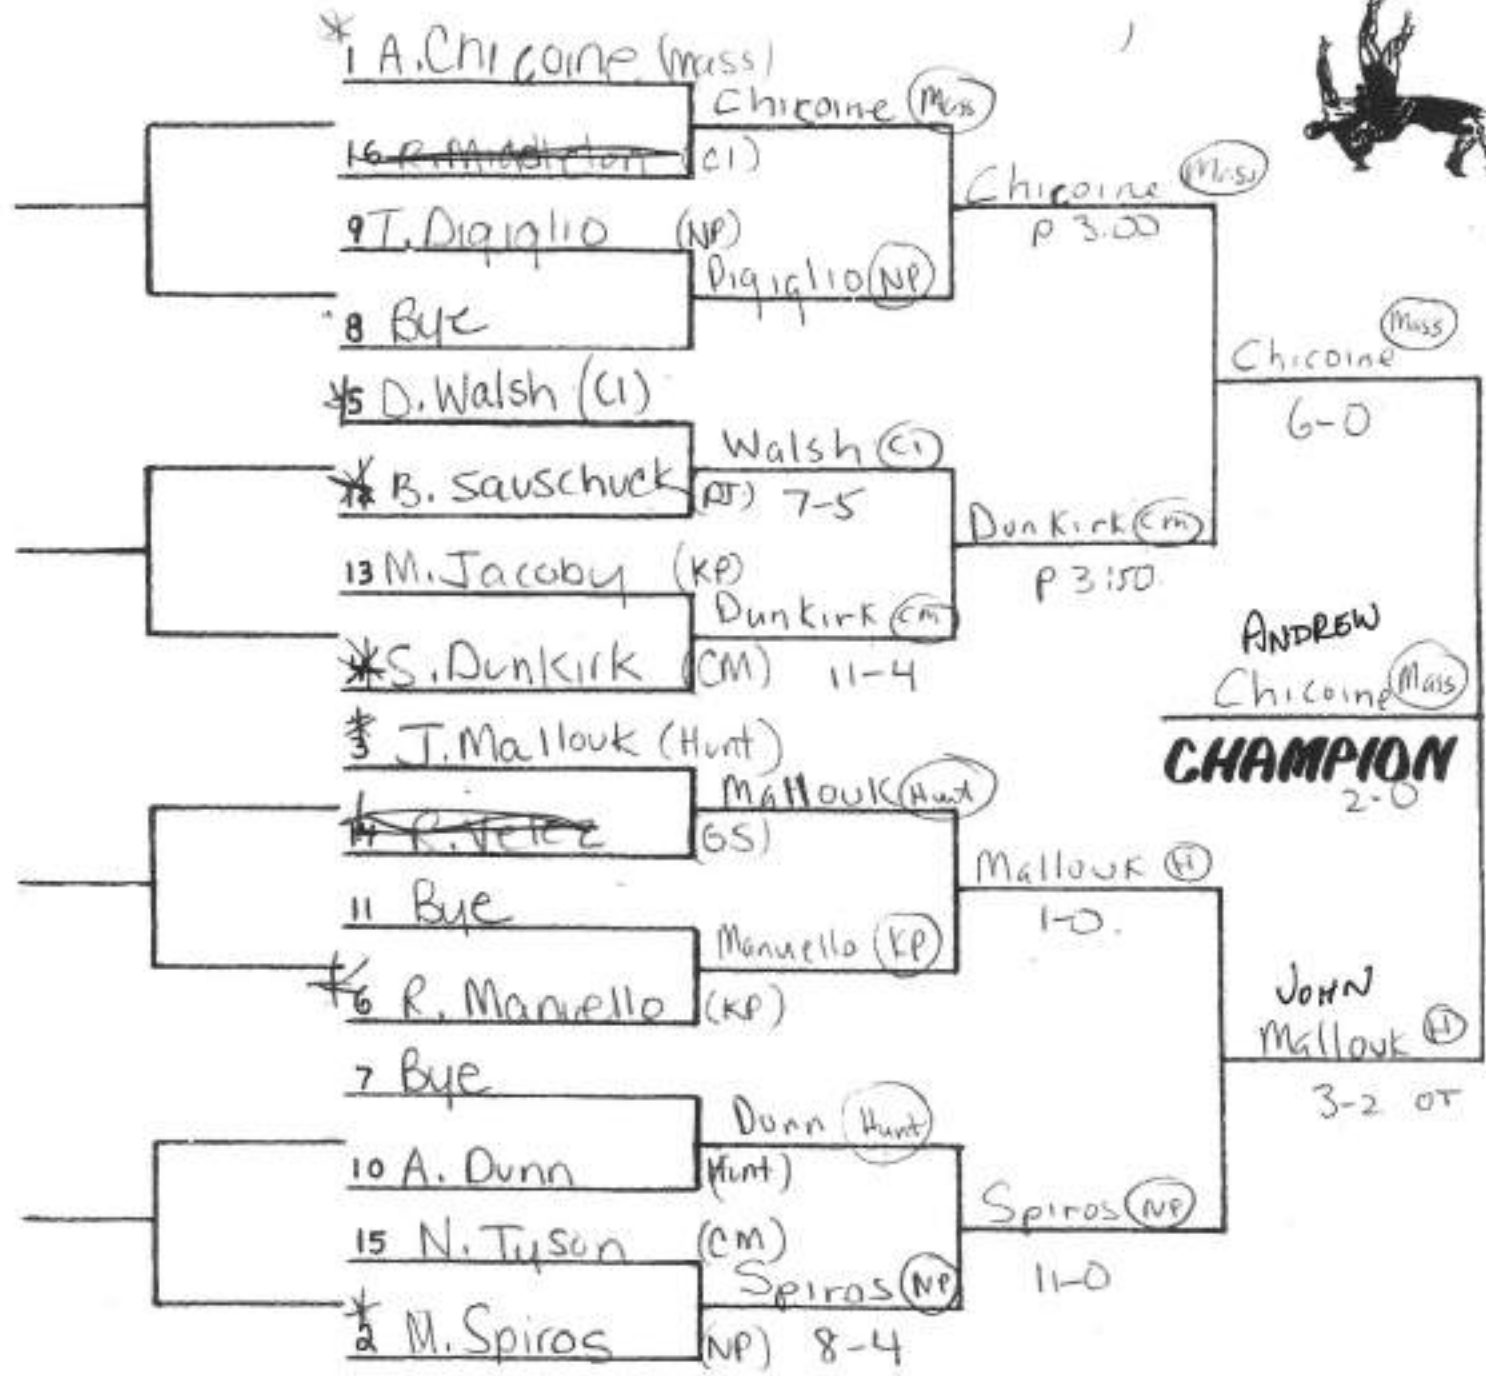 * 1 A. Chicoine (Mass)
Chicoine (Mass)
16 R. Middleton (CI)
Chicoine (Mass)
P 3:00
9 T. Digiglio (NP)
Digiglio (NP)
8 Bye
Chicoine (Mass)
6-0
* 5 D. Walsh (CI)
Walsh (CI)
* 12 B. Sauschuck (PJ) 7-5
Dunkirk (CM)
P 3:50
13 M. Jacoby (KP)
Dunkirk (CM)
* S. Dunkirk (CM) 11-4
ANDREW
Chicoine (Mass)
CHAMPION
2-0
* 3 J. Mallouk (Hunt)
Mallouk (Hunt)
14 R. Velez (GS)
Mallouk (H)
1-0.
11 Bye
Manuello (KP)
* 6 R. Manuello (KP)
JOHN
Mallouk (H)
3-2 OT
7 Bye
Dunn (Hunt)
10 A. Dunn (Hunt)
Spiros (NP)
11-0
15 N. Tyson (CM)
Spiros (NP)
* 2 M. Spiros (NP) 8-4